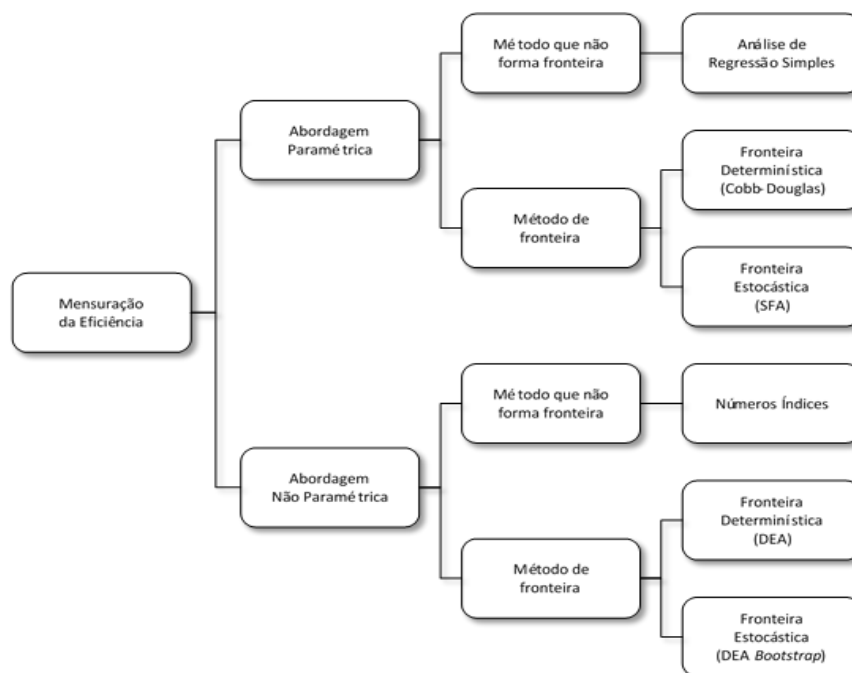 Método que não
forma fronteira
Análise de
Regressão Simples
Abordagem
Paramétrica
Fronteira
Determinística
(Cobb-Douglas)
Método de
fronteira
Fronteira
Estocástica
(SFA)
Mensuração
da Eficiência
Método que não
forma fronteira
Números Índices
Abordagem
Não Paramétrica
Fronteira
Determinística
(DEA)
Método de
fronteira
Fronteira
Estocástica
(DEA Bootstrap)